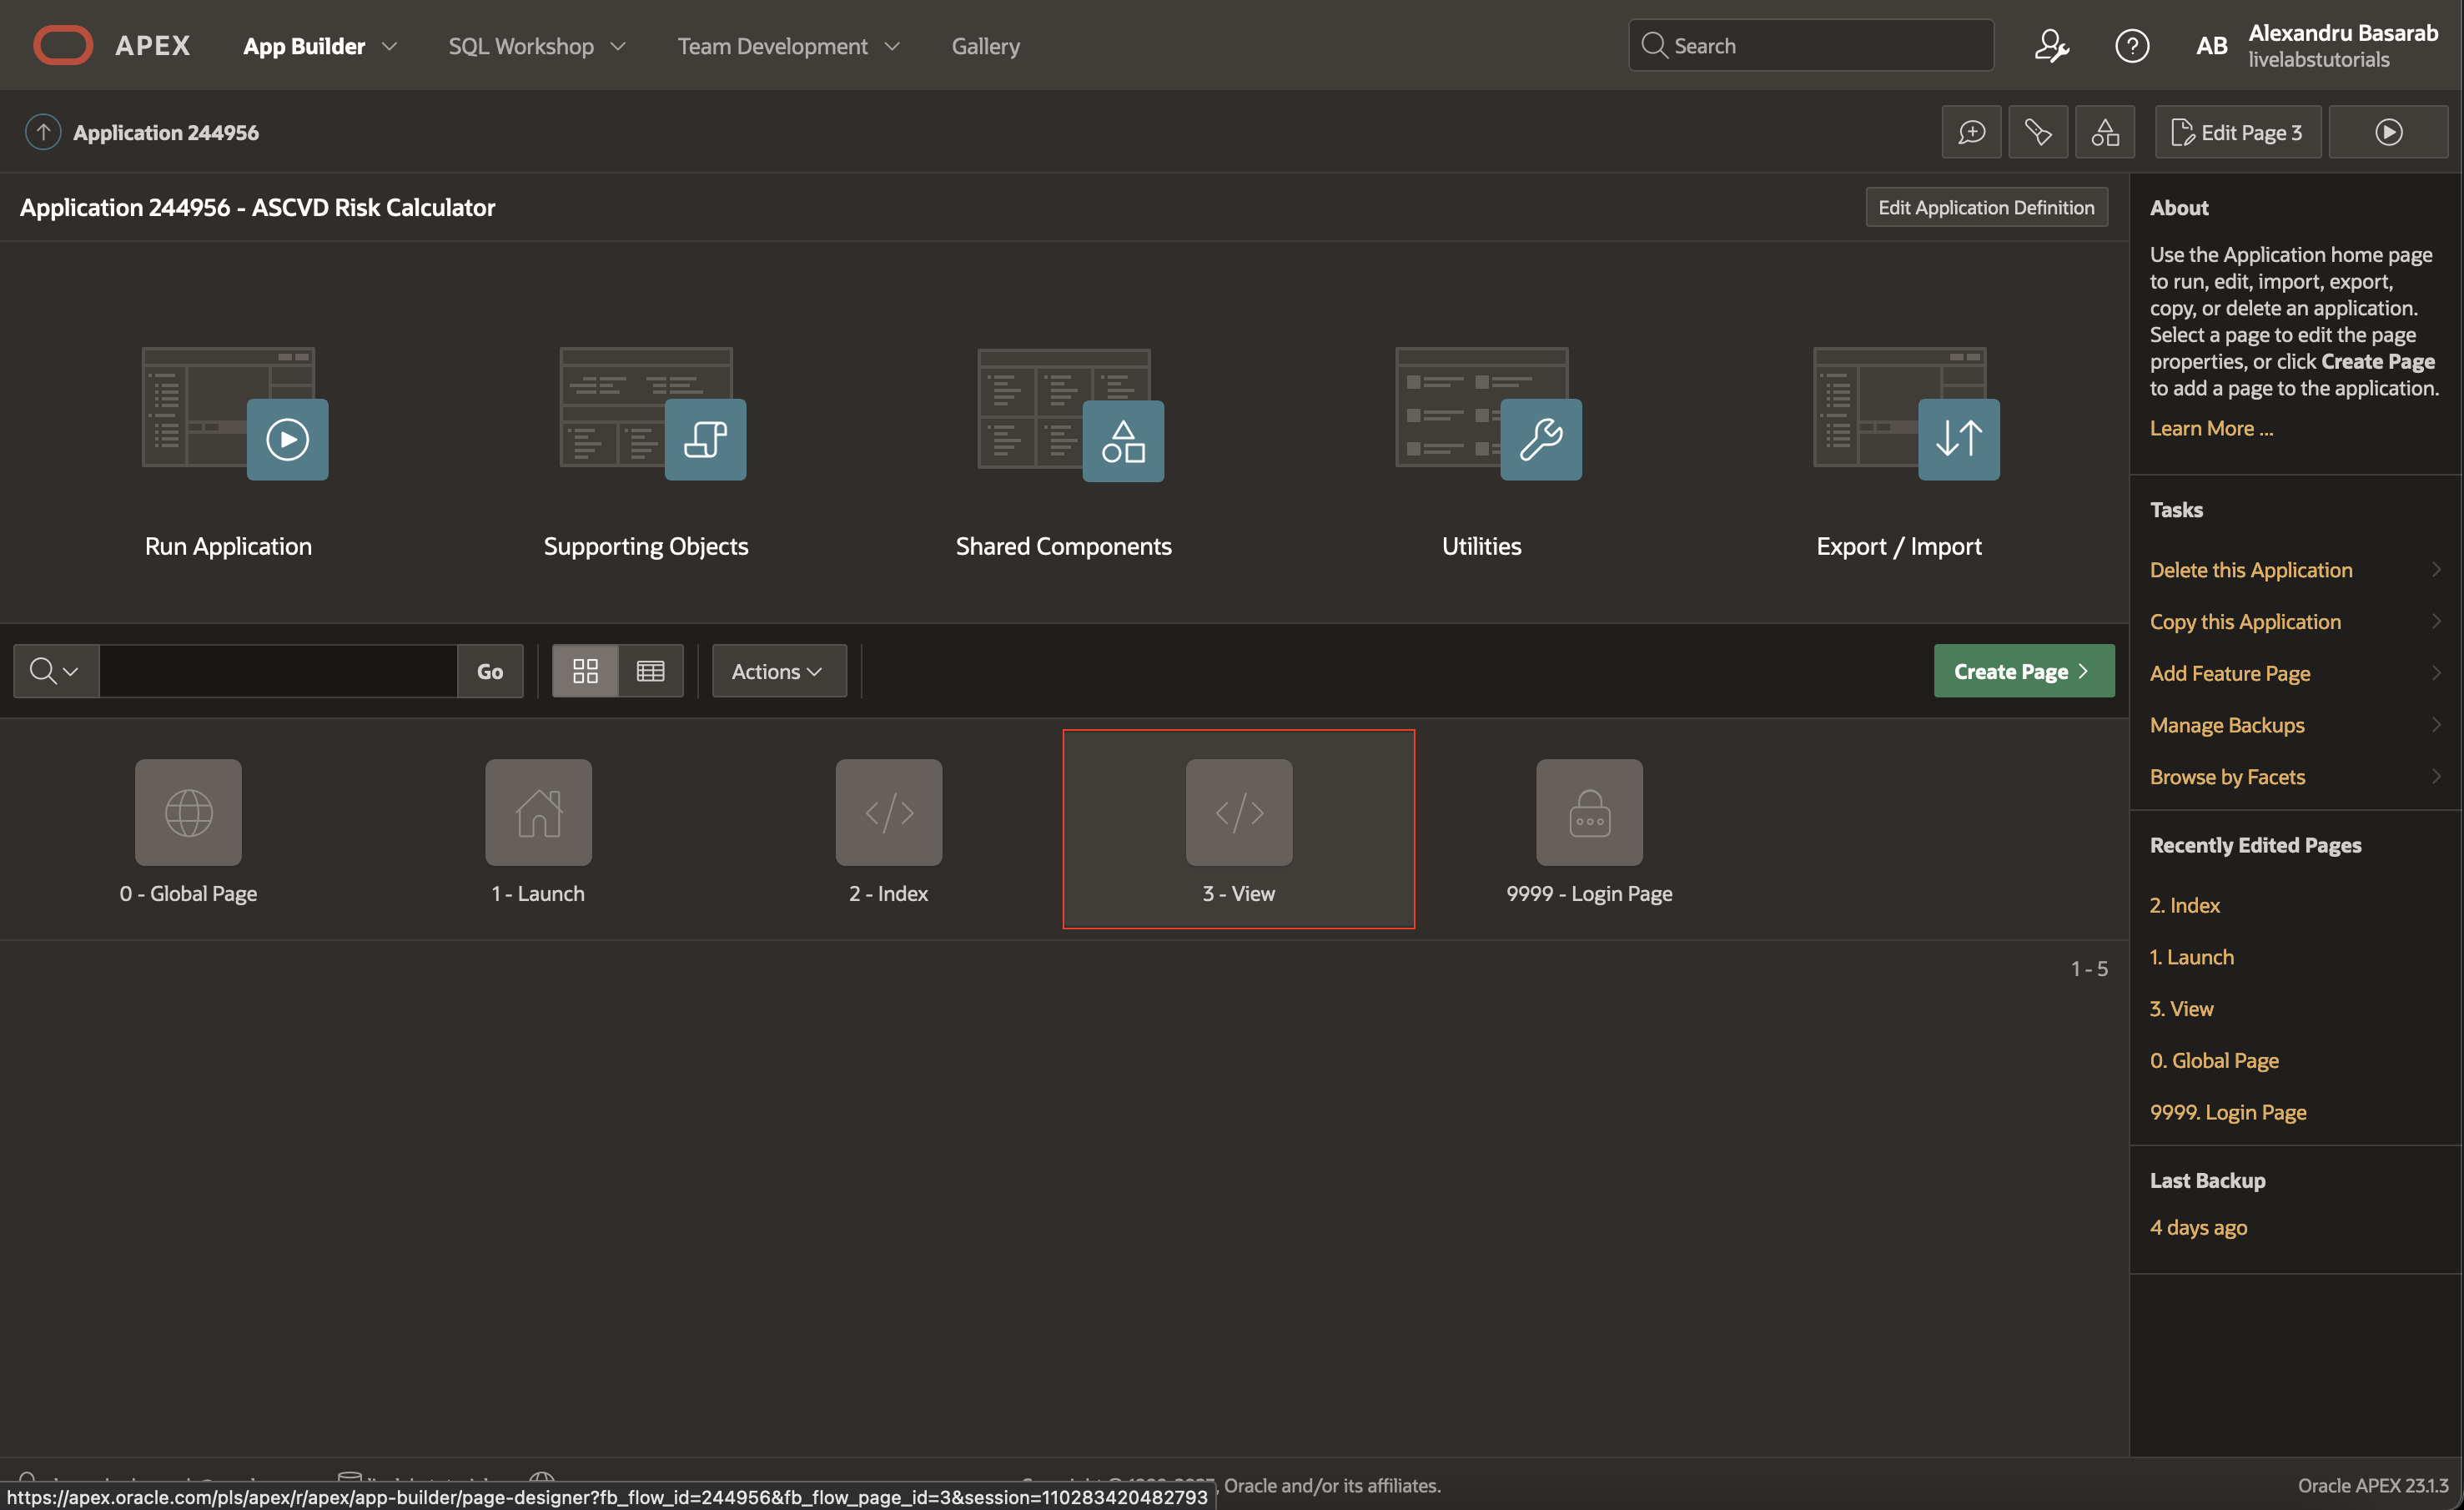 APEX
App Builder
SQL Workshop
Team Development
Gallery
Search
AB
Alexandru Basarab
livelabstutorials
Application 244956
Edit Page 3
Application 244956 - ASCVD Risk Calculator
Edit Application Definition
Run Application
Supporting Objects
Shared Components
Utilities
Export / Import
Go
Actions
Create Page
0 - Global Page
1 - Launch
2 - Index
3 - View
9999 - Login Page
1 - 5
About
Use the Application home page
to run, edit, import, export,
copy, or delete an application.
Select a page to edit the page
properties, or click Create Page
to add a page to the application.
Learn More ...
Tasks
Delete this Application
Copy this Application
Add Feature Page
Manage Backups
Browse by Facets
Recently Edited Pages
2. Index
1. Launch
3. View
0. Global Page
9999. Login Page
Last Backup
4 days ago
, Oracle and/or its affiliates.
Oracle APEX 23.1.3
https://apex.oracle.com/pls/apex/r/apex/app-builder/page-designer?fb_flow_id=244956&fb_flow_page_id=3&session=110283420482793